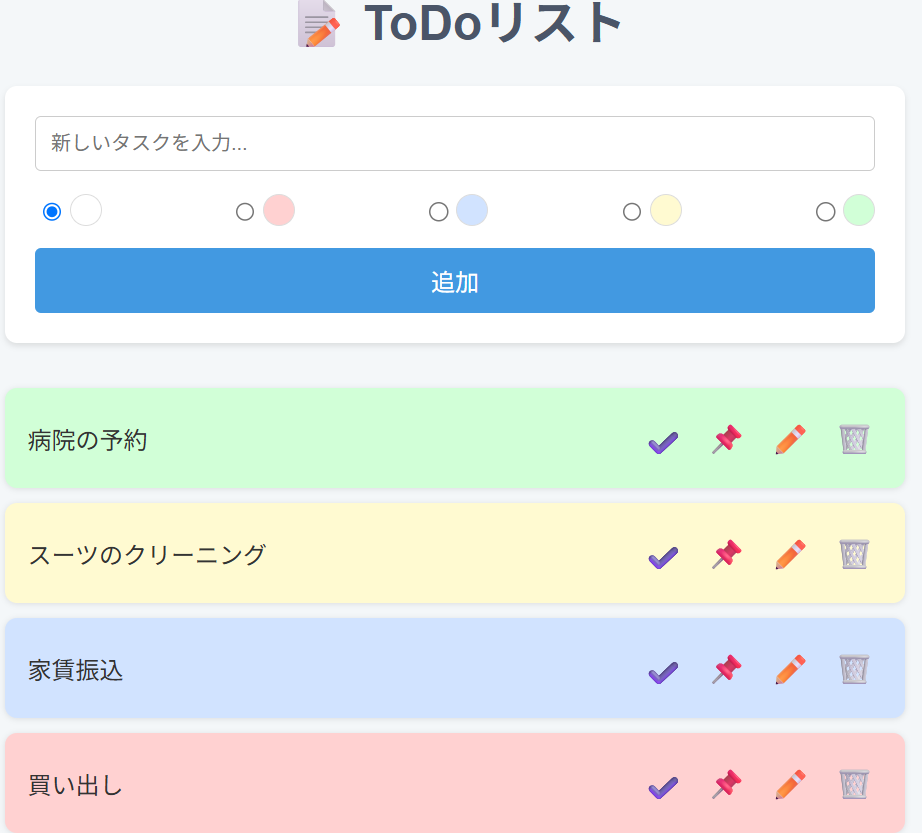 ToDoリスト
新しいタスクを入力...
追加
病院の予約
スーツのクリーニング
家賃振込
買い出し